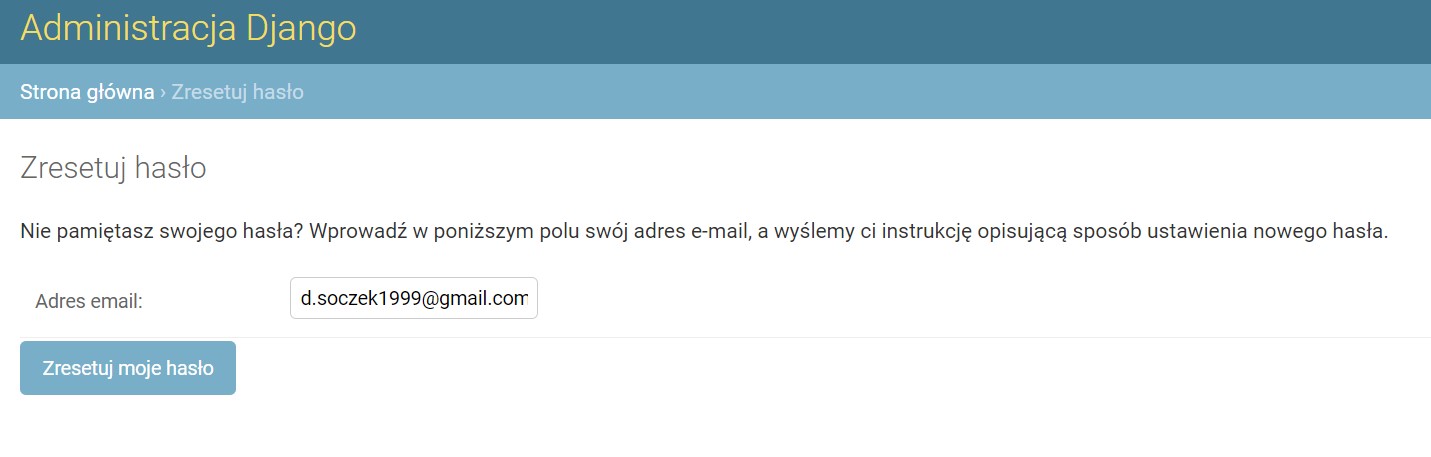 Administracja Django
Strona główna › Zresetuj hasło
Zresetuj hasło
Nie pamiętasz swojego hasła? Wprowadź w poniższym polu swój adres e-mail, a wyślemy ci instrukcję opisującą sposób ustawienia nowego hasła.
Adres email: d.soczek1999@gmail.com
Zresetuj moje hasło